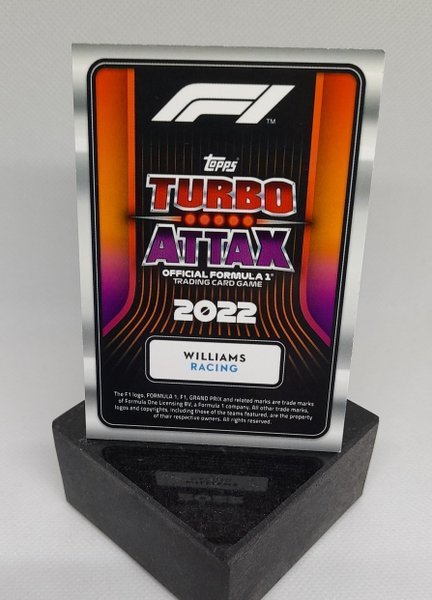 F1™
Topps®
TURBO
ATTAX
OFFICIAL FORMULA 1®
TRADING CARD GAME
2022
WILLIAMS
RACING
The F1 logo, FORMULA 1, F1, GRAND PRIX and related marks are trade marks
of Formula One Licensing BV, a Formula 1 company. All other trade marks,
logos and copyrights, including those of the teams featured, are the property
of their respective owners. All rights reserved.